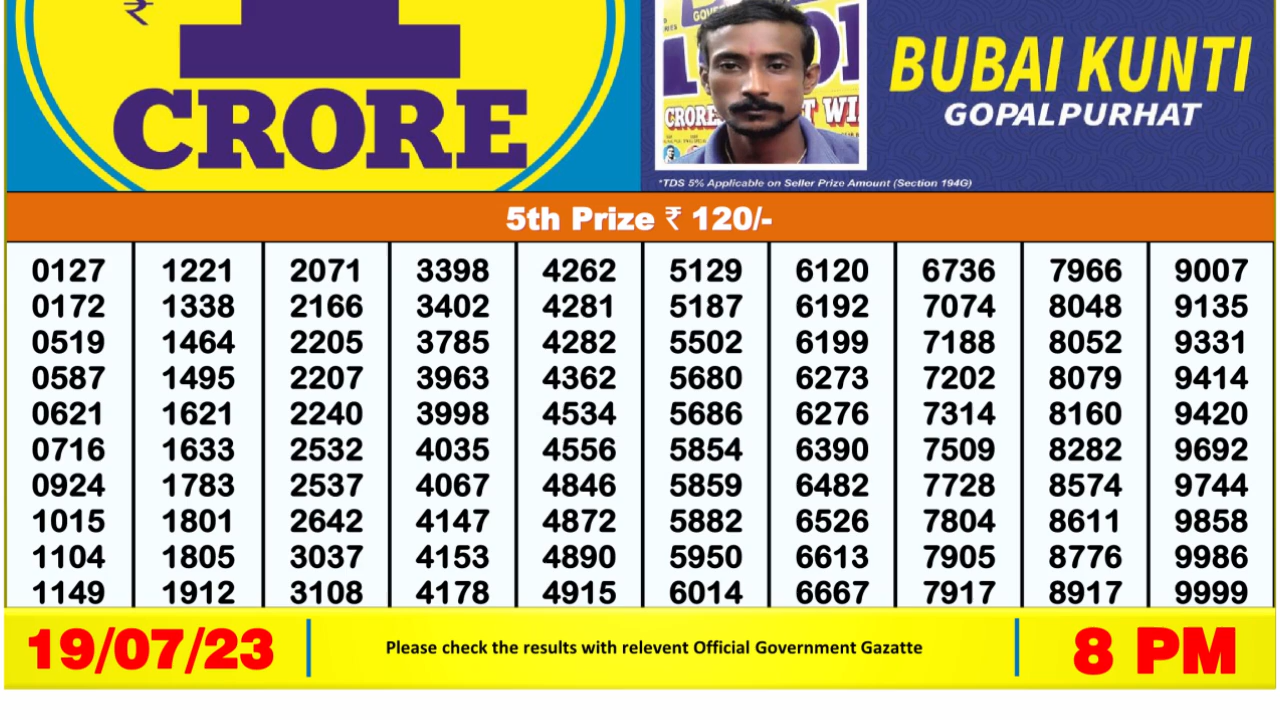 ₹
CRORE
BUBAI KUNTI
GOPALPURHAT
*TDS 5% Applicable on Seller Prize Amount (Section 194G)
5th Prize ₹ 120/-
0127 1221 2071 3398 4262 5129 6120 6736 7966 9007
0172 1338 2166 3402 4281 5187 6192 7074 8048 9135
0519 1464 2205 3785 4282 5502 6199 7188 8052 9331
0587 1495 2207 3963 4362 5680 6273 7202 8079 9414
0621 1621 2240 3998 4534 5686 6276 7314 8160 9420
0716 1633 2532 4035 4556 5854 6390 7509 8282 9692
0924 1783 2537 4067 4846 5859 6482 7728 8574 9744
1015 1801 2642 4147 4872 5882 6526 7804 8611 9858
1104 1805 3037 4153 4890 5950 6613 7905 8776 9986
1149 1912 3108 4178 4915 6014 6667 7917 8917 9999
19/07/23 Please check the results with relevent Official Government Gazatte 8 PM